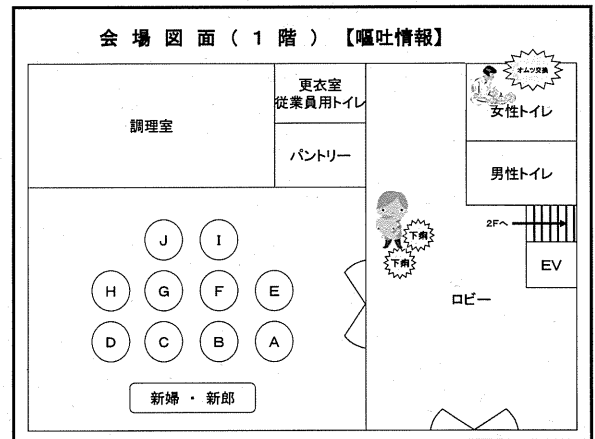 会場図面(1階)【嘔吐情報】
オムツ交換
更衣室
従業員用トイレ
女性トイレ
調理室
パントリー
男性トイレ
2Fへ
下痢
下痢
EV
ロビー
J
I
H
G
F
E
D
C
B
A
新婦・新郎